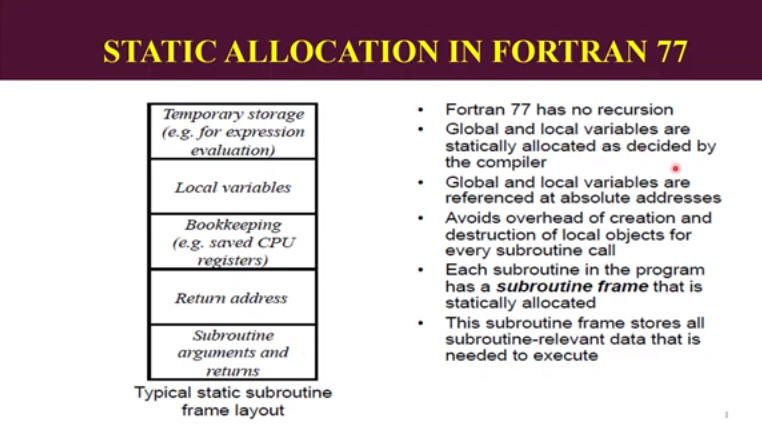 STATIC ALLOCATION IN FORTRAN 77
Temporary storage
(e.g. for expression
evaluation)
Local variables
Bookkeeping
(e.g. saved CPU
registers)
Return address
Subroutine
arguments and
returns
Typical static subroutine
frame layout
• Fortran 77 has no recursion
• Global and local variables are
statically allocated as decided by
the compiler
• Global and local variables are
referenced at absolute addresses
• Avoids overhead of creation and
destruction of local objects for
every subroutine call
• Each subroutine in the program
has a subroutine frame that is
statically allocated
• This subroutine frame stores all
subroutine-relevant data that is
needed to execute